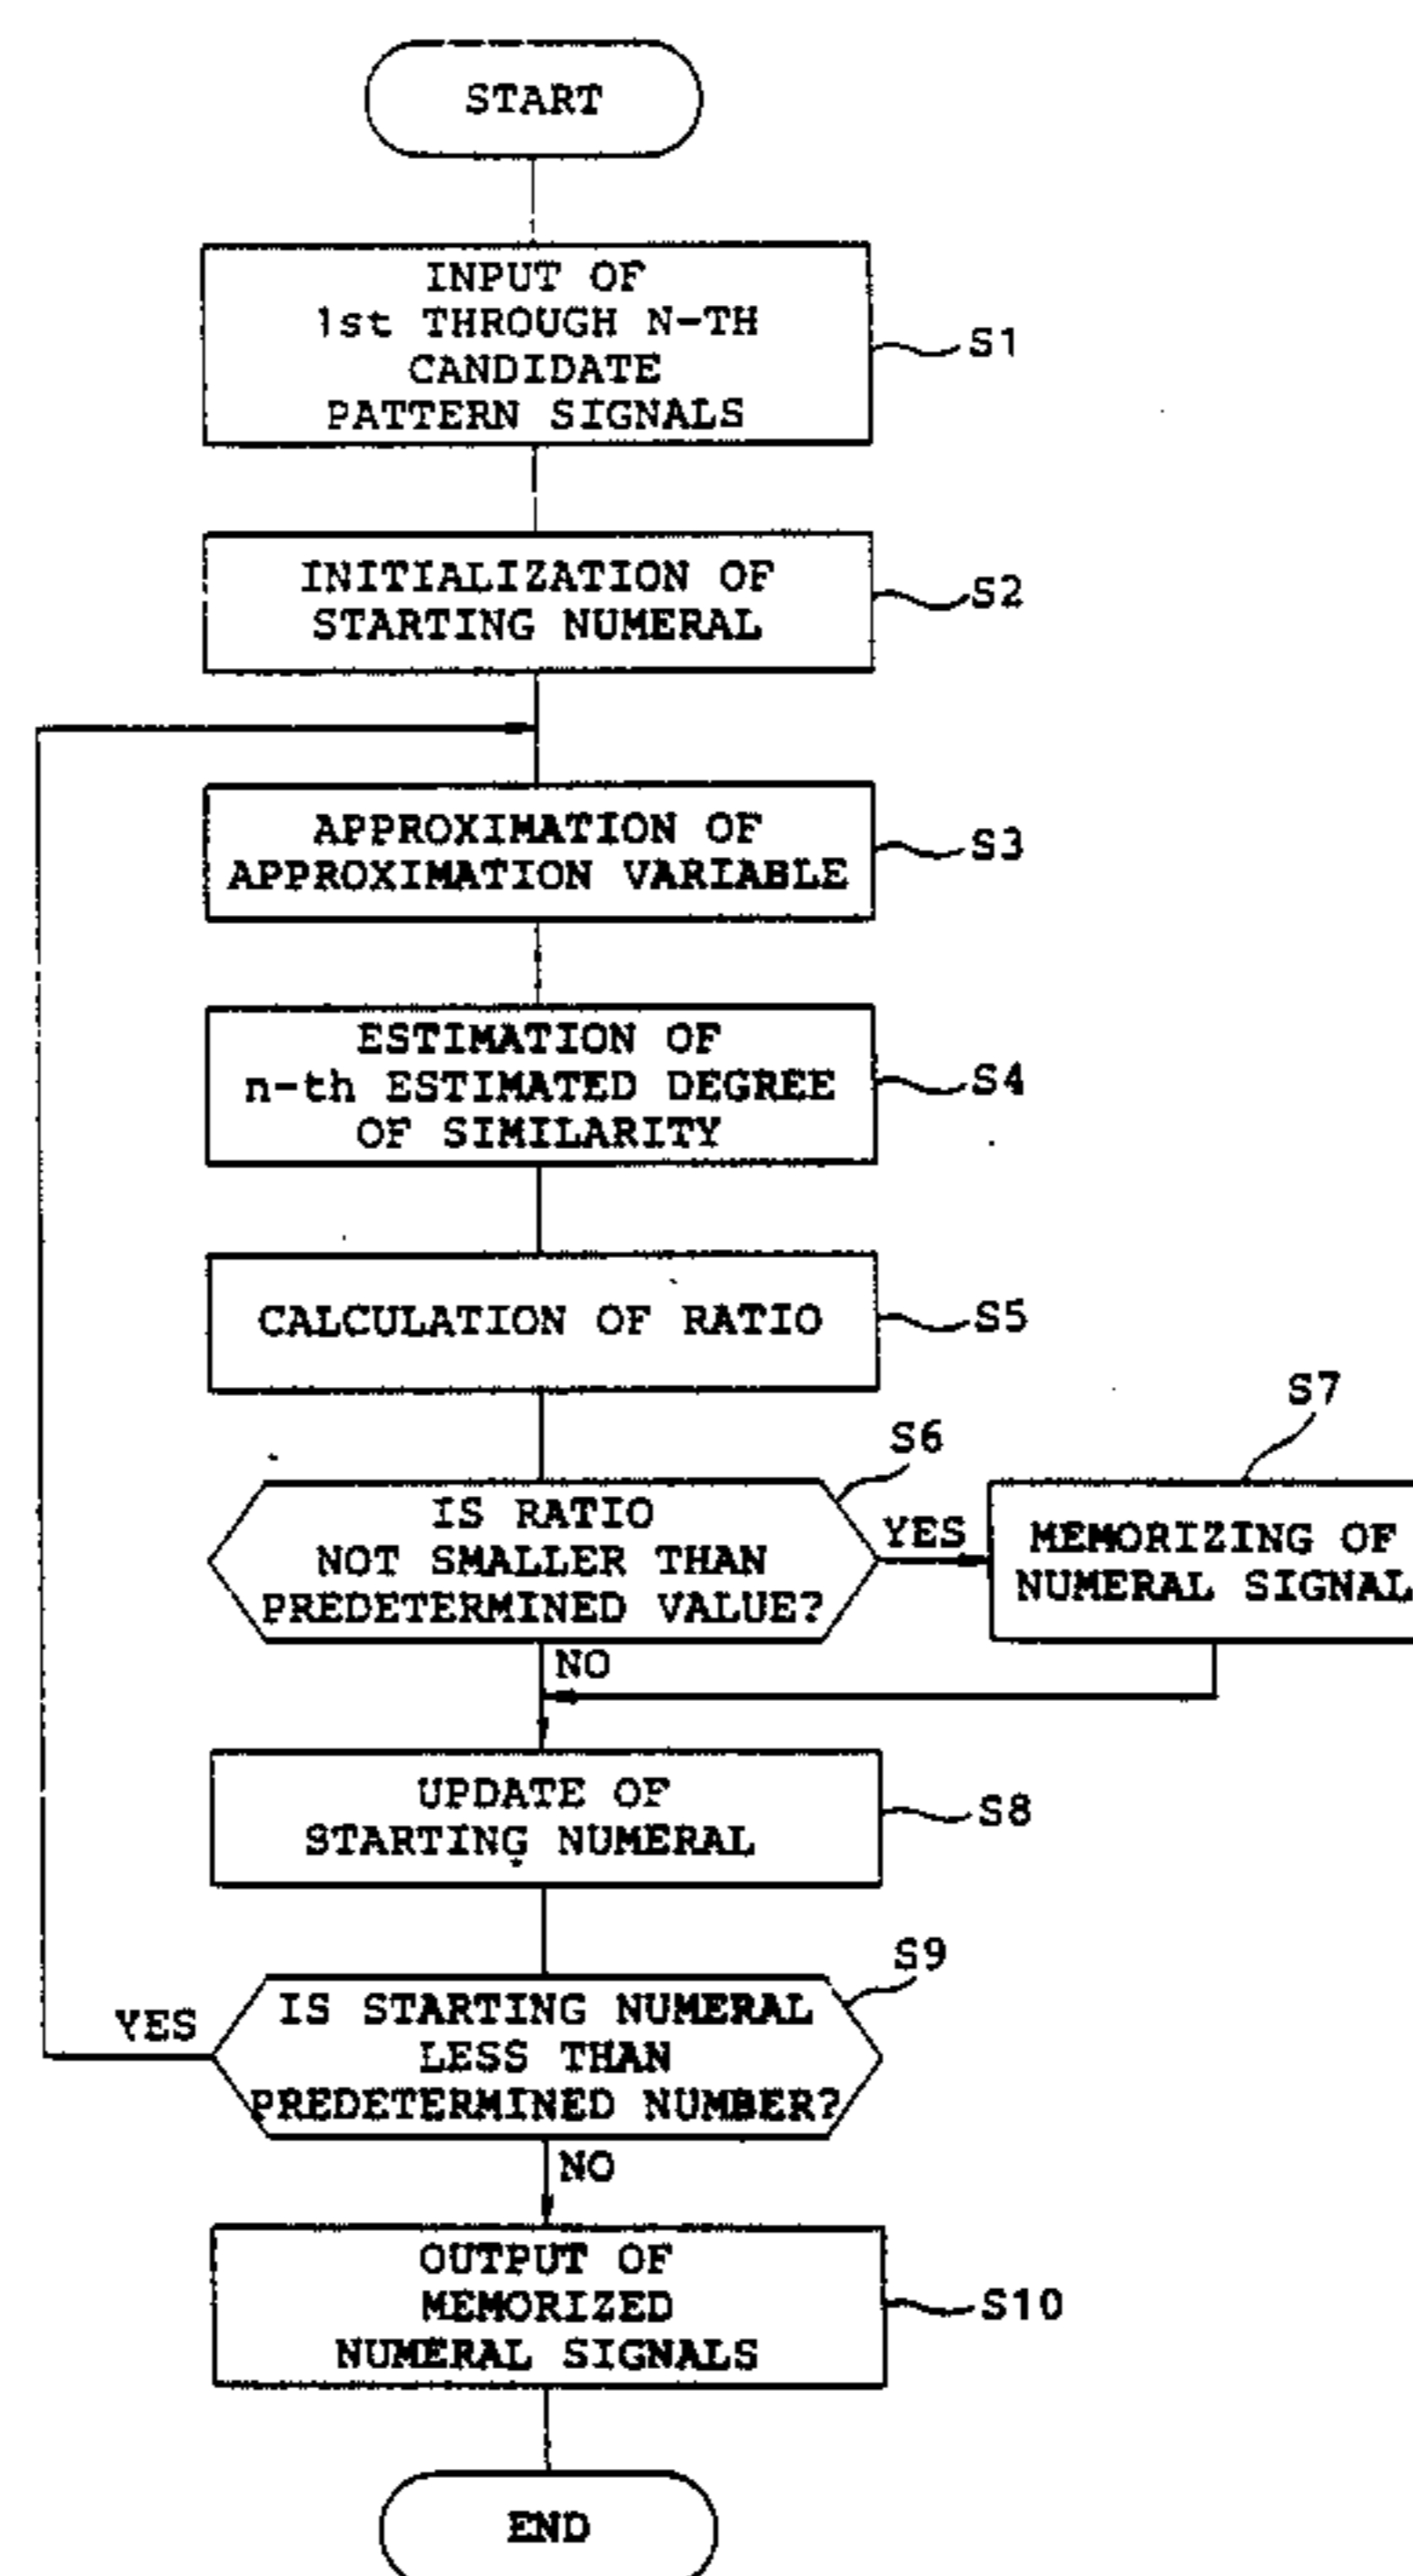 START
INPUT OF
1st THROUGH N-TH
CANDIDATE
PATTERN SIGNALS
S1
INITIALIZATION OF
STARTING NUMERAL
S2
APPROXIMATION OF
APPROXIMATION VARIABLE
S3
ESTIMATION OF
n-th ESTIMATED DEGREE
OF SIMILARITY
S4
CALCULATION OF RATIO
S5
S6
IS RATIO
NOT SMALLER THAN
PREDETERMINED VALUE?
YES
S7
MEMORIZING OF
NUMERAL SIGNAL
NO
UPDATE OF
STARTING NUMERAL
S8
S9
IS STARTING NUMERAL
LESS THAN
PREDETERMINED NUMBER?
YES
NO
OUTPUT OF
MEMORIZED
NUMERAL SIGNALS
S10
END